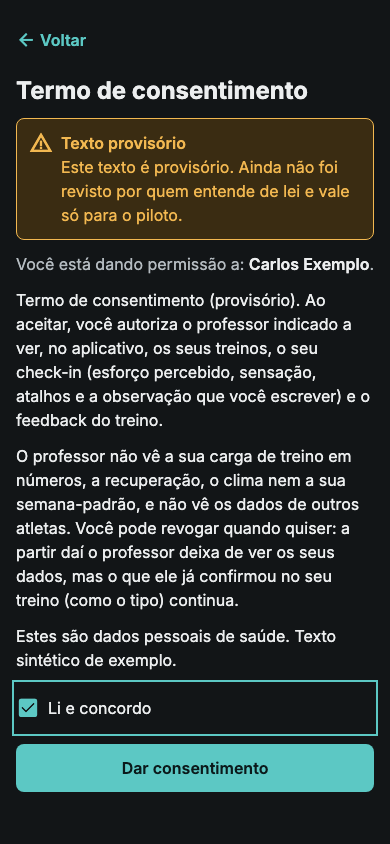 ← Voltar
Termo de consentimento
Texto provisório
Este texto é provisório. Ainda não foi
revisto por quem entende de lei e vale
só para o piloto.
Você está dando permissão a: Carlos Exemplo.
Termo de consentimento (provisório). Ao
aceitar, você autoriza o professor indicado a
ver, no aplicativo, os seus treinos, o seu
check-in (esforço percebido, sensação,
atalhos e a observação que você escrever) e o
feedback do treino.
O professor não vê a sua carga de treino em
números, a recuperação, o clima nem a sua
semana-padrão, e não vê os dados de outros
atletas. Você pode revogar quando quiser: a
partir daí o professor deixa de ver os seus
dados, mas o que ele já confirmou no seu
treino (como o tipo) continua.
Estes são dados pessoais de saúde. Texto
sintético de exemplo.
Li e concordo
Dar consentimento